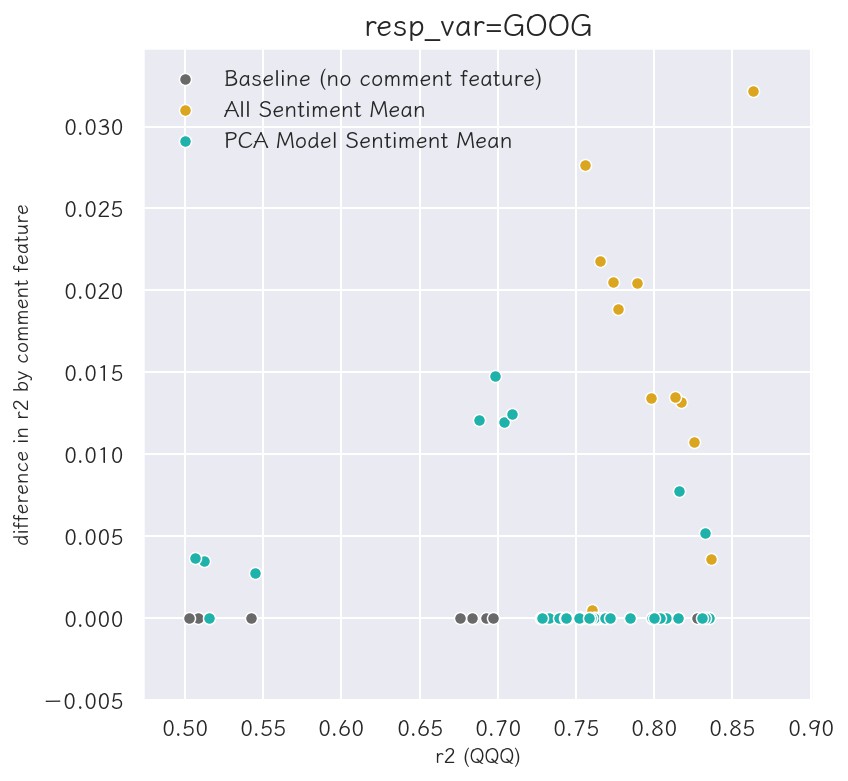 resp_var=GOOG
Baseline (no comment feature)
All Sentiment Mean
PCA Model Sentiment Mean
difference in r2 by comment feature
0.030
0.025
0.020
0.015
0.010
0.005
0.000
−0.005
0.50 0.55 0.60 0.65 0.70 0.75 0.80 0.85 0.90
r2 (QQQ)